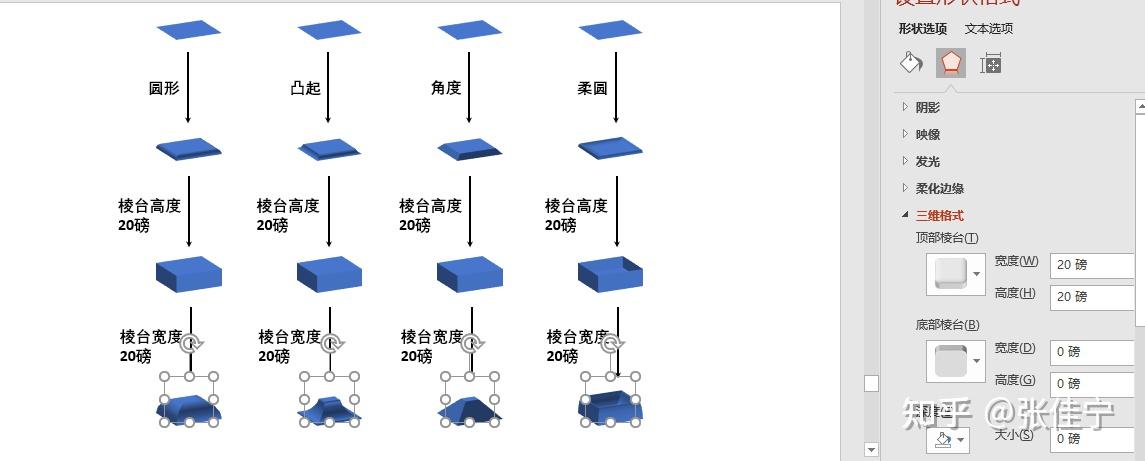 圆形
凸起
角度
柔圆
棱台高度
20磅
棱台高度
20磅
棱台高度
20磅
棱台高度
20磅
棱台宽度
20磅
棱台宽度
20磅
棱台宽度
20磅
棱台宽度
20磅
设置形状格式
形状选项 文本选项
阴影
映像
发光
柔化边缘
三维格式
顶部棱台(T)
宽度(W) 20 磅
高度(H) 20 磅
底部棱台(B)
宽度(D) 0 磅
高度(G) 0 磅
大小(S) 0 磅
知乎 @张佳宁